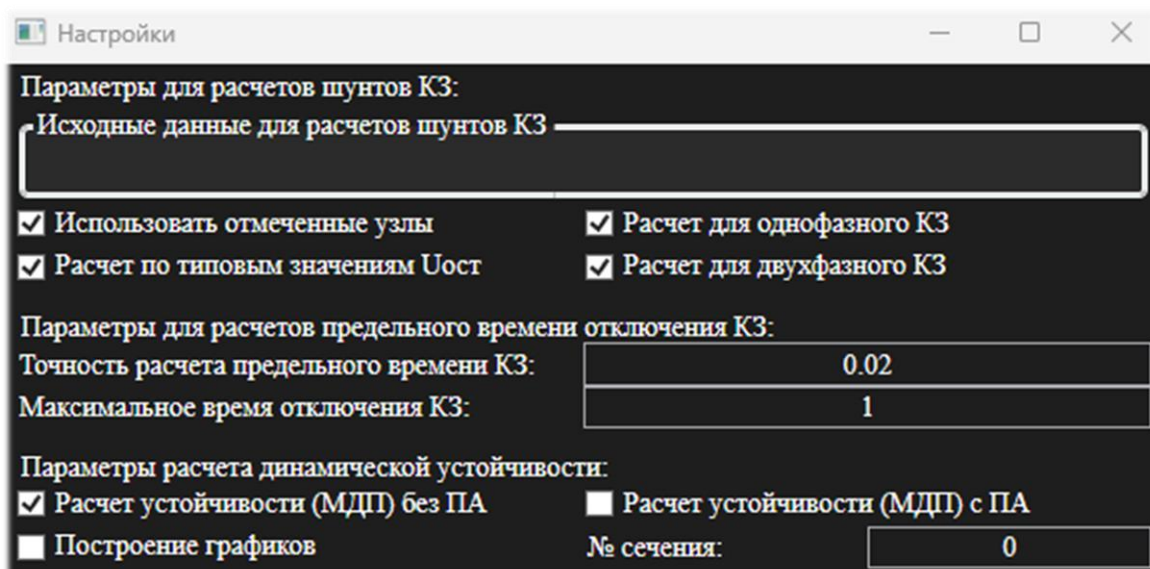 Настройки
Параметры для расчетов шунтов КЗ:
Исходные данные для расчетов шунтов КЗ
Использовать отмеченные узлы Расчет для однофазного КЗ
Расчет по типовым значениям Uост Расчет для двухфазного КЗ
Параметры для расчетов предельного времени отключения КЗ:
Точность расчета предельного времени КЗ: 0.02
Максимальное время отключения КЗ: 1
Параметры расчета динамической устойчивости:
Расчет устойчивости (МДП) без ПА Расчет устойчивости (МДП) с ПА
Построение графиков № сечения: 0